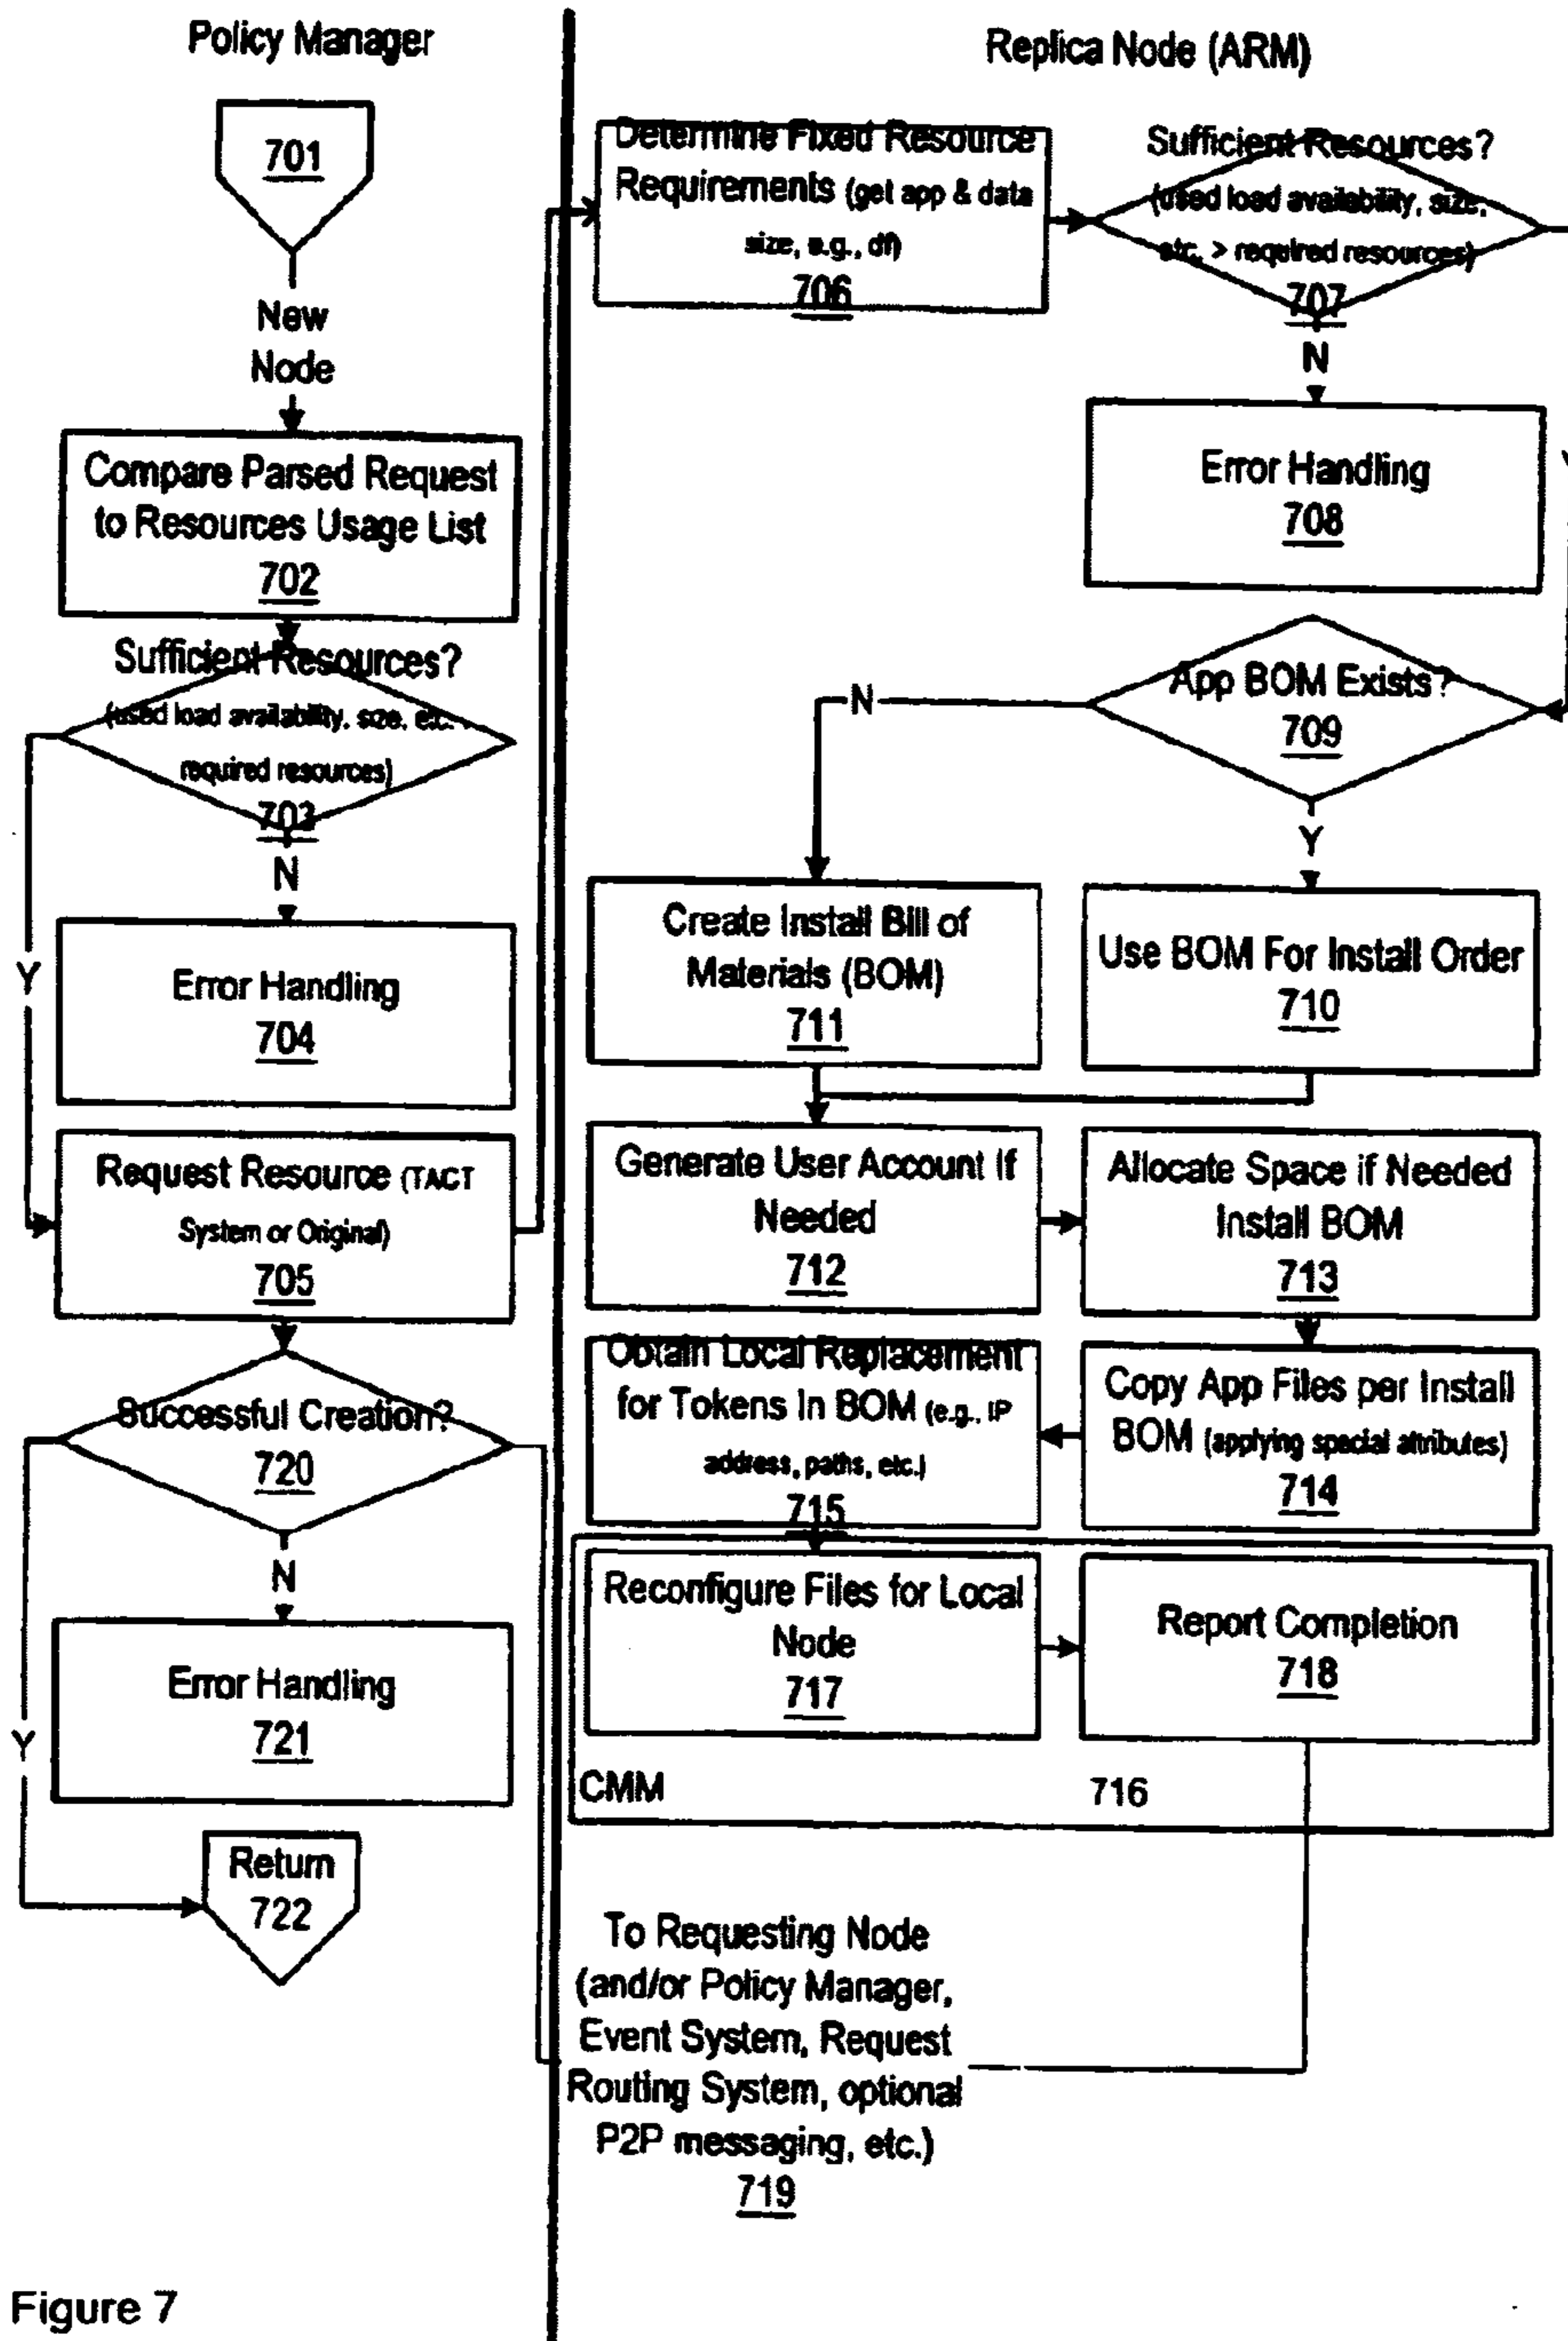 Policy Manager
701
New
Node
Compare Parsed Request
to Resources Usage List
702
Sufficient Resources?
(used load availability, size, etc.
required resources)
703
N
Y
Error Handling
704
Request Resource (TACT
System or Original)
705
Successful Creation?
720
N
Y
Error Handling
721
Return
722
Replica Node (ARM)
Determine Fixed Resource
Requirements (get app & data
size, e.g., df)
706
Sufficient Resources?
(used load availability, size,
etc. > required resources)
707
N
Y
Error Handling
708
App BOM Exists?
709
N
Y
Create Install Bill of
Materials (BOM)
711
Use BOM For Install Order
710
Generate User Account If
Needed
712
Allocate Space if Needed
Install BOM
713
Obtain Local Replacement
for Tokens In BOM (e.g., IP
address, paths, etc.)
715
Copy App Files per Install
BOM (applying special attributes)
714
Reconfigure Files for Local
Node
717
Report Completion
718
CMM
716
To Requesting Node
(and/or Policy Manager,
Event System, Request
Routing System, optional
P2P messaging, etc.)
719
Figure 7